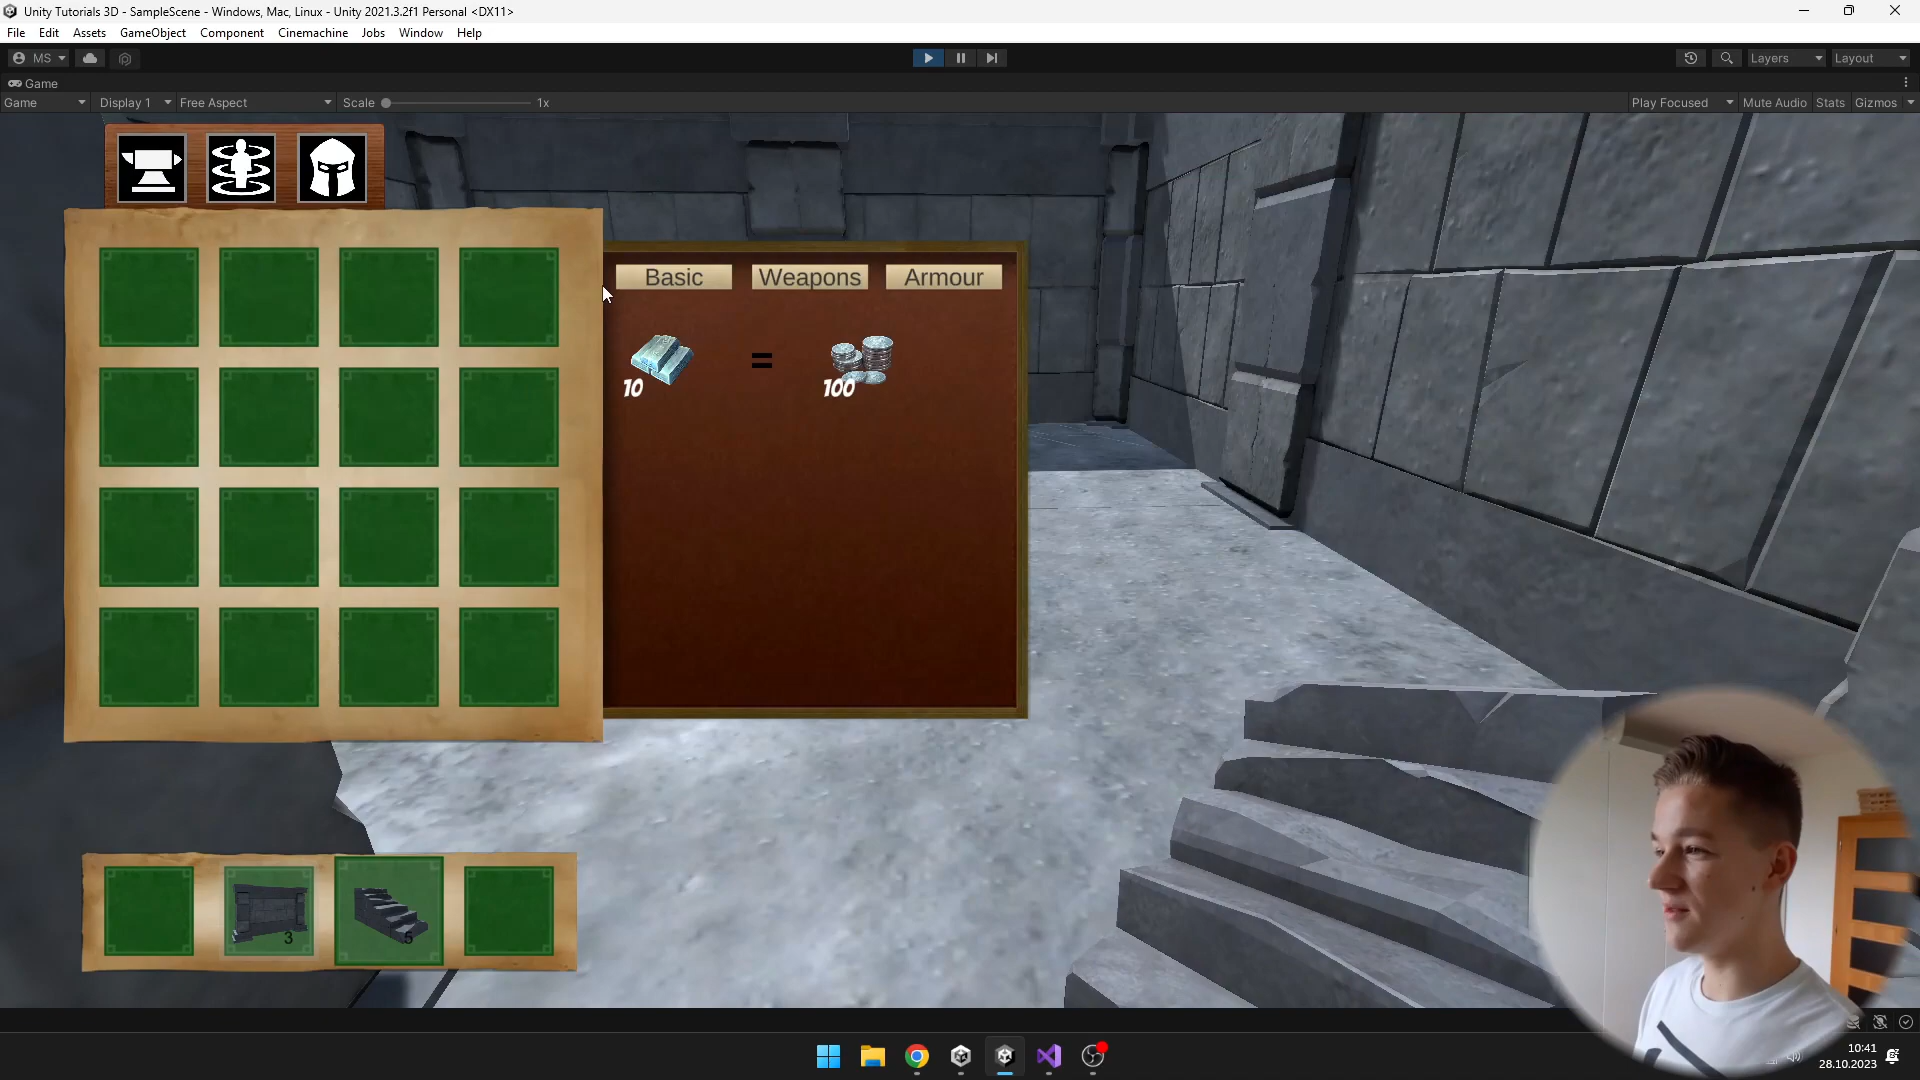 Unity Tutorials 3D - SampleScene - Windows, Mac, Linux - Unity 2021.3.2f1 Personal <DX11>
File Edit Assets GameObject Component Cinemachine Jobs Window Help
MS Layers Layout
Game
Game Display 1 Free Aspect Scale 1x Play Focused Mute Audio Stats Gizmos
Basic Weapons Armour
10 = 100
3 5
10:41
28.10.2023